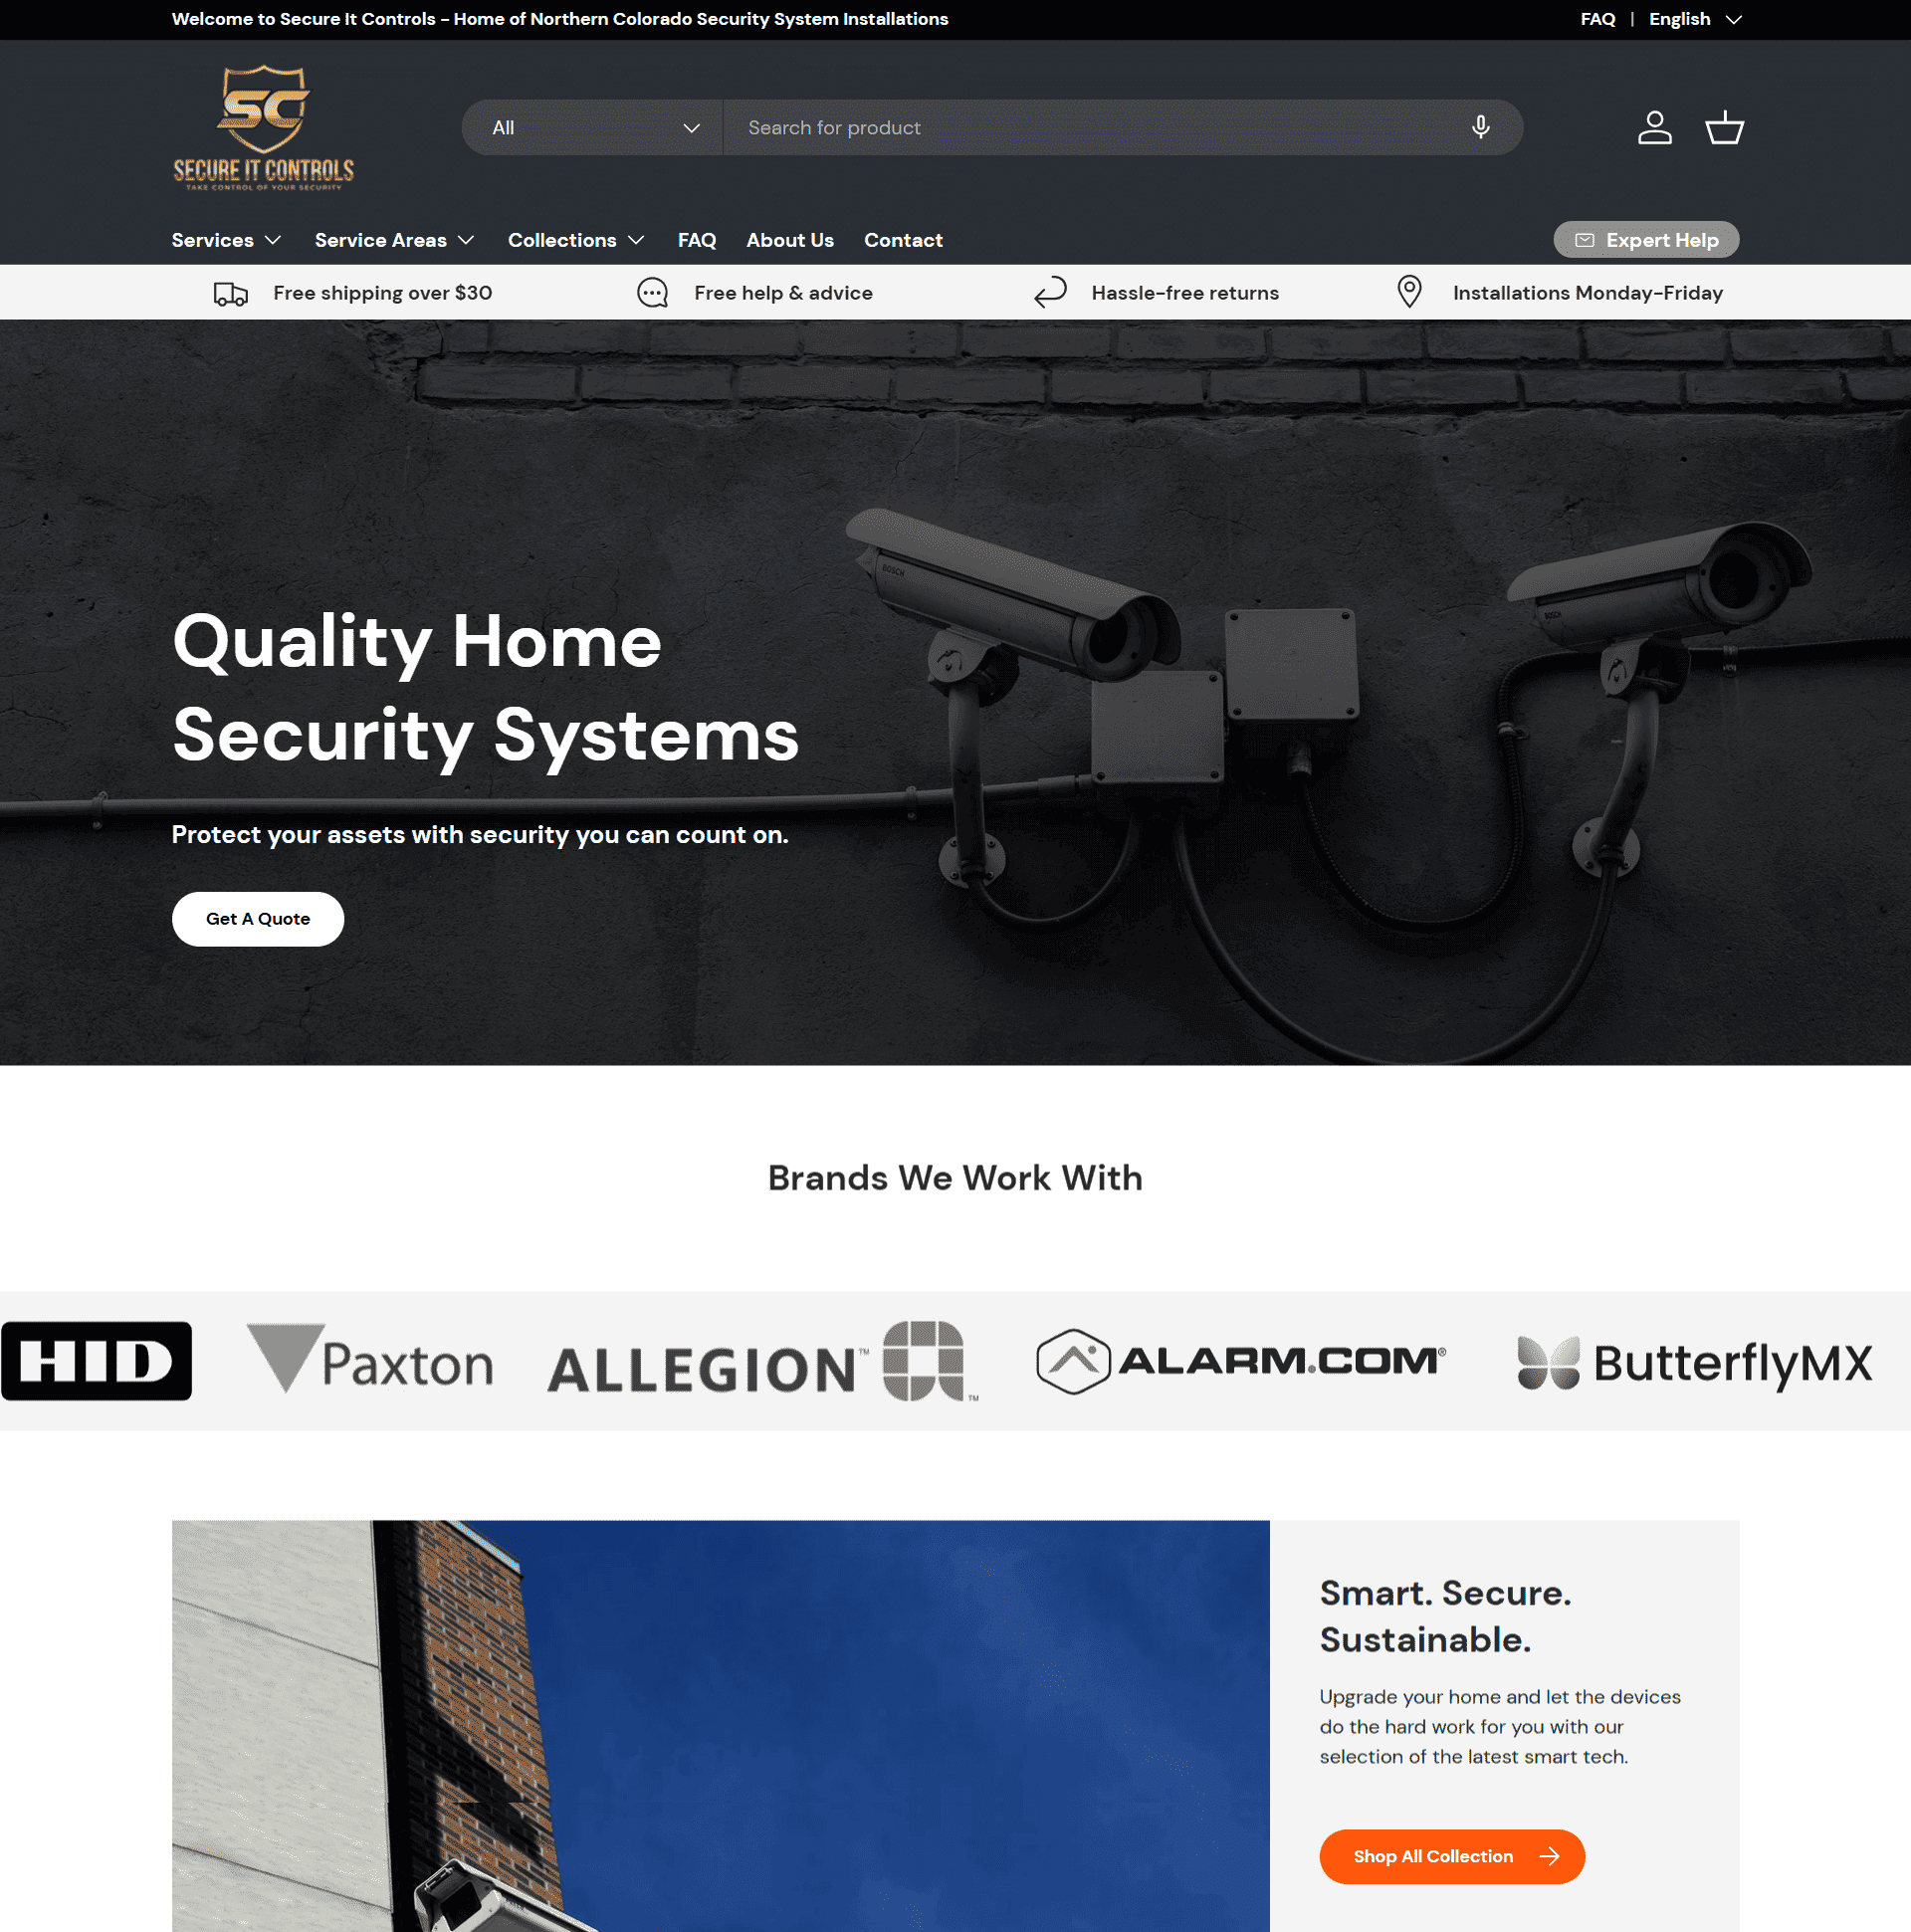 Welcome to Secure It Controls - Home of Northern Colorado Security System Installations
FAQ | English
SC
SECURE IT CONTROLS
TAKE CONTROL OF YOUR SECURITY
All
Search for product
Services
Service Areas
Collections
FAQ
About Us
Contact
Expert Help
Free shipping over $30
Free help & advice
Hassle-free returns
Installations Monday-Friday
BOSCH
BOSCH
Quality Home
Security Systems
Protect your assets with security you can count on.
Get A Quote
Brands We Work With
HID
Paxton
ALLEGION™
™
ALARM.COM®
ButterflyMX
Smart. Secure.
Sustainable.
Upgrade your home and let the devices
do the hard work for you with our
selection of the latest smart tech.
Shop All Collection